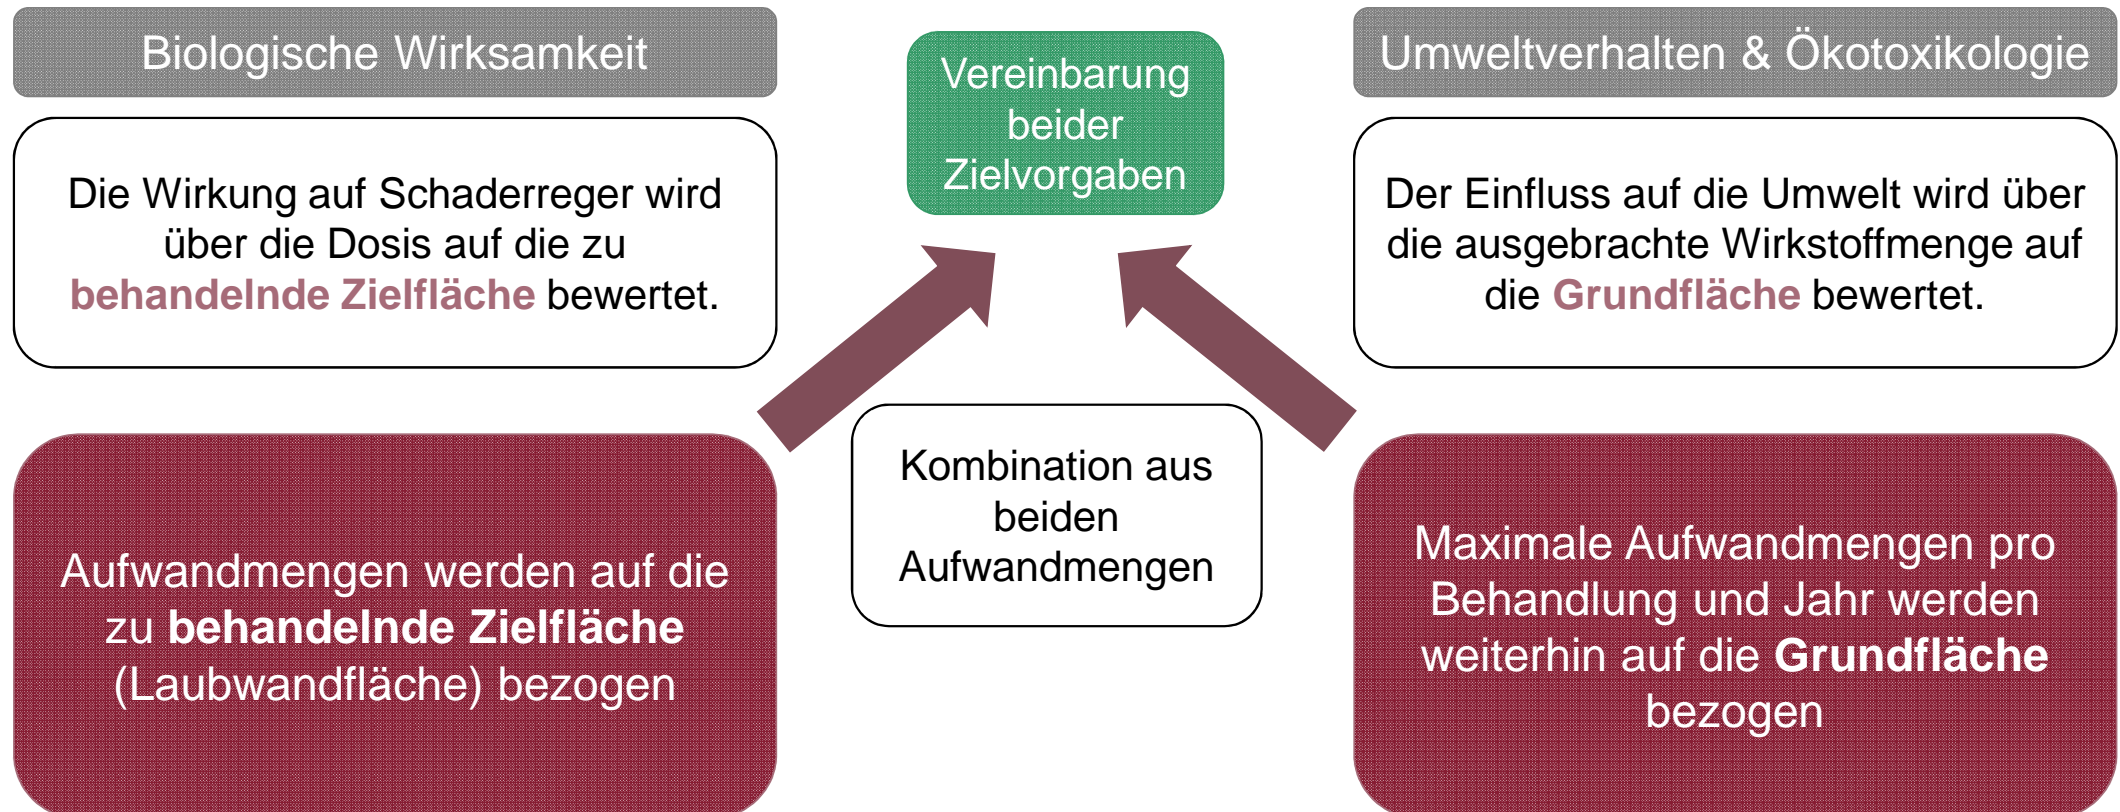 Biologische Wirksamkeit
Die Wirkung auf Schaderreger wird
über die Dosis auf die zu
behandelnde Zielfläche bewertet.
Aufwandmengen werden auf die
zu behandelnde Zielfläche
(Laubwandfläche) bezogen
Vereinbarung
beider
Zielvorgaben
Kombination aus
beiden
Aufwandmengen
Umweltverhalten & Ökotoxikologie
Der Einfluss auf die Umwelt wird über
die ausgebrachte Wirkstoffmenge auf
die Grundfläche bewertet.
Maximale Aufwandmengen pro
Behandlung und Jahr werden
weiterhin auf die Grundfläche
bezogen